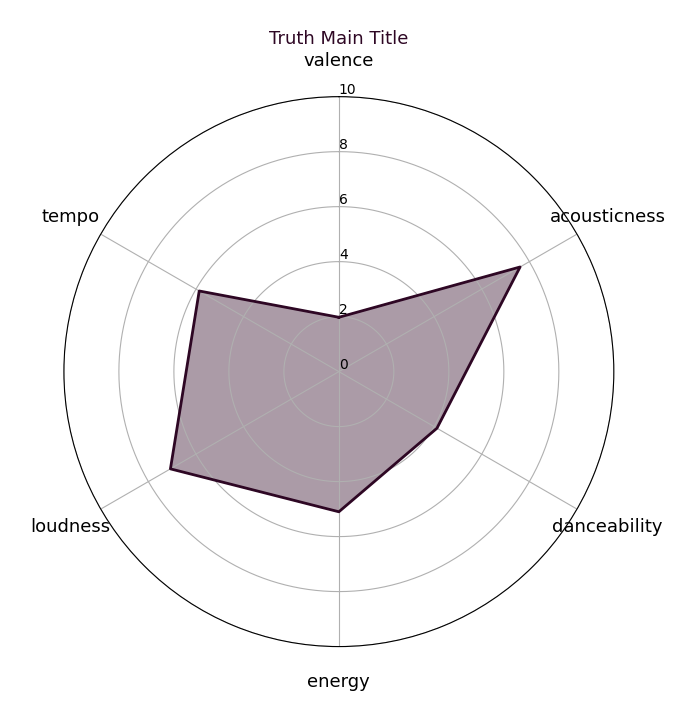 Truth Main Title
valence
10
8
6
4
2
0
tempo
acousticness
loudness
danceability
energy